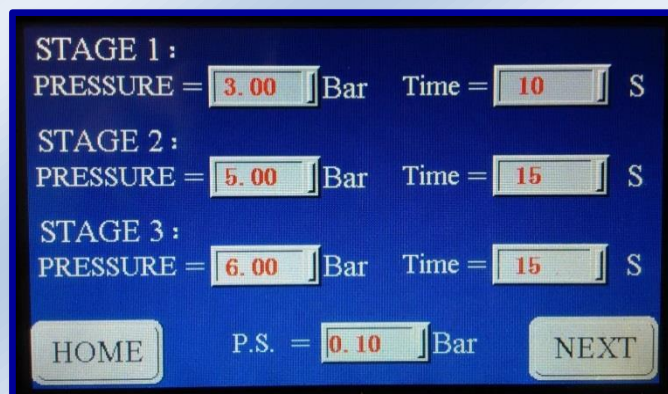 STAGE 1 :
PRESSURE = 3.00 Bar Time = 10 S
STAGE 2 :
PRESSURE = 5.00 Bar Time = 15 S
STAGE 3 :
PRESSURE = 6.00 Bar Time = 15 S
HOME P.S. = 0.10 Bar NEXT